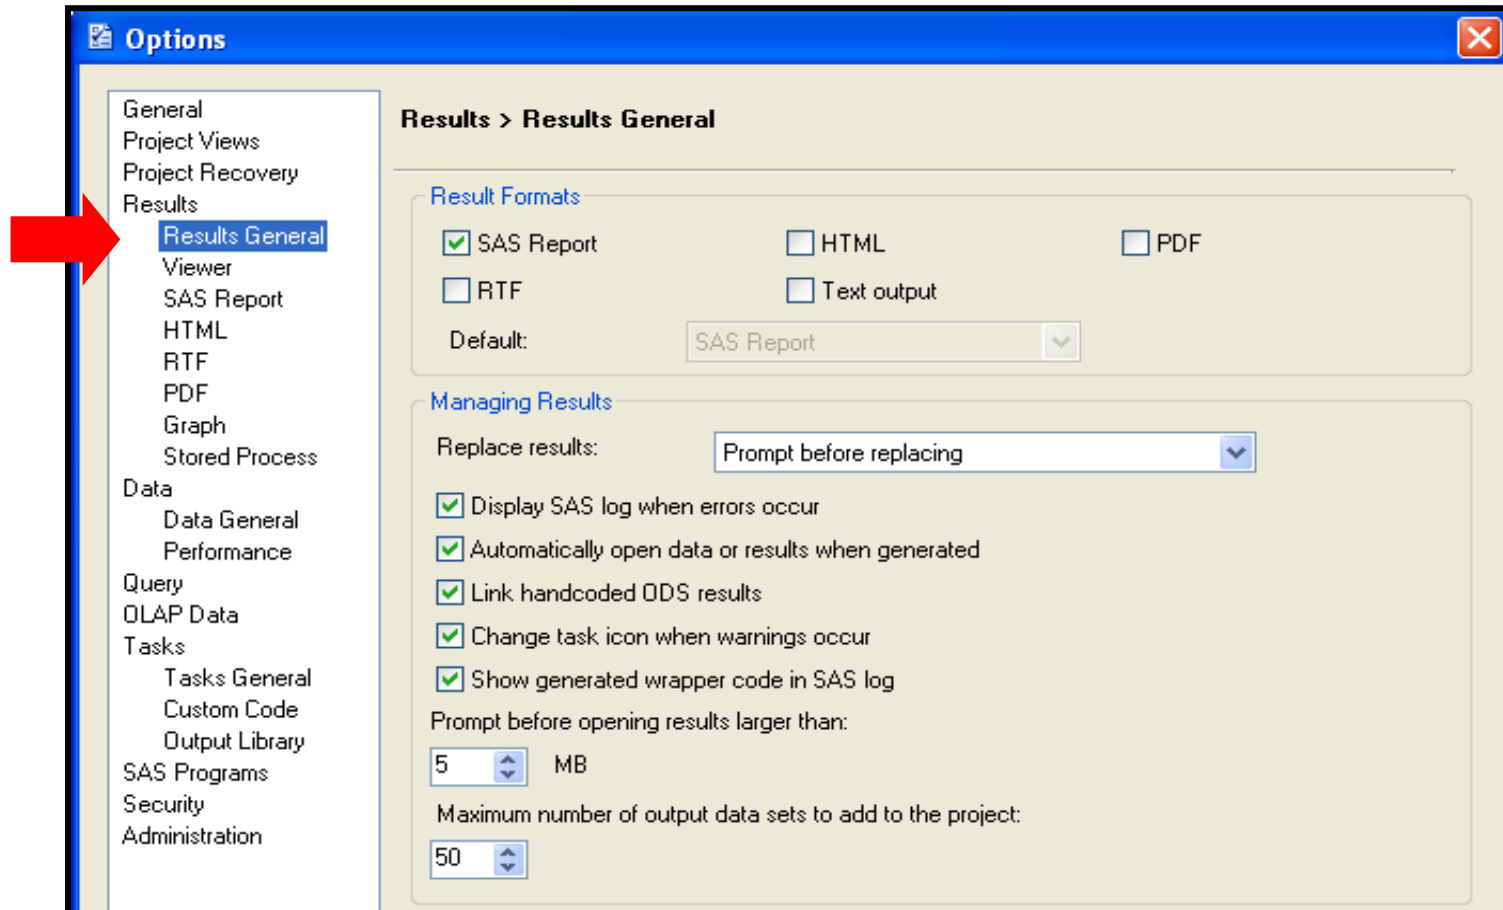 Options
General
Project Views
Project Recovery
Results
Results General
Viewer
SAS Report
HTML
RTF
PDF
Graph
Stored Process
Data
Data General
Performance
Query
OLAP Data
Tasks
Tasks General
Custom Code
Output Library
SAS Programs
Security
Administration
Results > Results General
Result Formats
SAS Report HTML PDF
RTF Text output
Default: SAS Report
Managing Results
Replace results: Prompt before replacing
Display SAS log when errors occur
Automatically open data or results when generated
Link handcoded ODS results
Change task icon when warnings occur
Show generated wrapper code in SAS log
Prompt before opening results larger than:
5 MB
Maximum number of output data sets to add to the project:
50